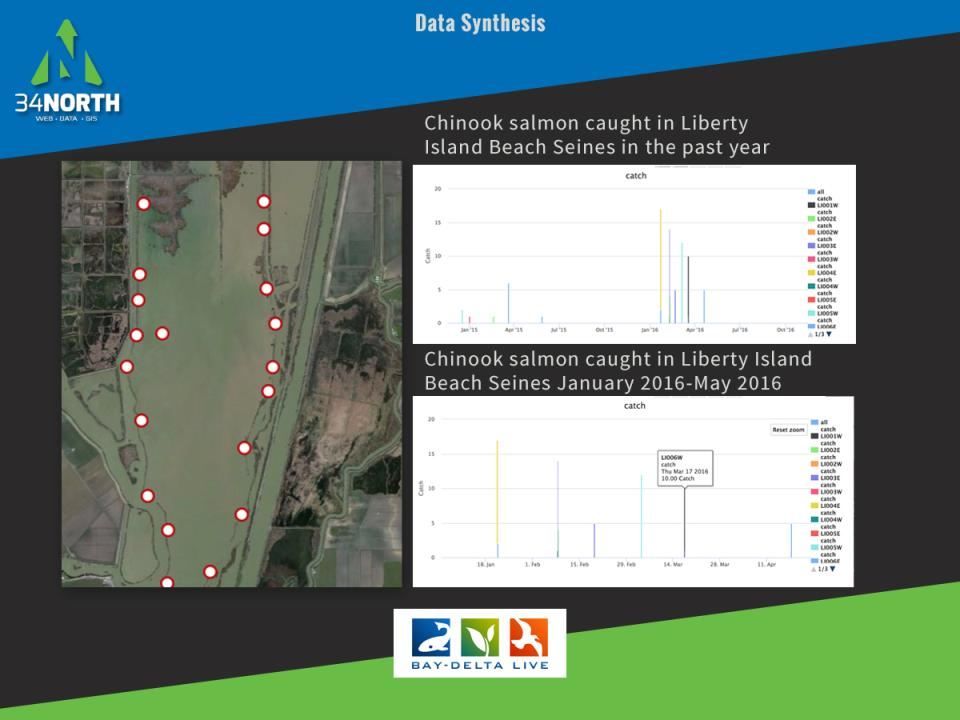 Data Synthesis
34NORTH
WEB • DATA • GIS
Chinook salmon caught in Liberty
Island Beach Seines in the past year
catch
20
15
10
5
0
Catch
Jan '15
Apr '15
Jul '15
Oct '15
Jan '16
Apr '16
Jul '16
Oct '16
all
catch
LI001W
catch
LI002E
catch
LI002W
catch
LI003E
catch
LI003W
catch
LI004E
catch
LI004W
catch
LI005E
catch
LI005W
catch
LI006E
1/3
Chinook salmon caught in Liberty Island
Beach Seines January 2016-May 2016
catch
20
15
10
5
0
Catch
Reset zoom
LI006W
catch
Thu Mar 17 2016
10.00 Catch
18. Jan
1. Feb
15. Feb
29. Feb
14. Mar
28. Mar
11. Apr
all
catch
LI001W
catch
LI002E
catch
LI002W
catch
LI003E
catch
LI003W
catch
LI004E
catch
LI004W
catch
LI005E
catch
LI005W
catch
LI006E
1/3
BAY-DELTA LIVE